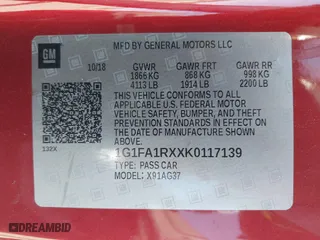 GM
MFD BY GENERAL MOTORS LLC
10/18 GVWR GAWR FRT GAWR RR
1866 KG 868 KG 998 KG
4113 LB 1914 LB 2200 LB
THIS VEHICLE CONFORMS TO ALL
APPLICABLE U.S. FEDERAL MOTOR
VEHICLE SAFETY, BUMPER, AND THEFT
PREVENTION STANDARDS IN EFFECT
ON THE DATE OF MANUFACTURE
SHOWN ABOVE.
132X
1G1FA1RXXK0117139
TYPE: PASS CAR
MODEL: X91AG37
DREAMBID